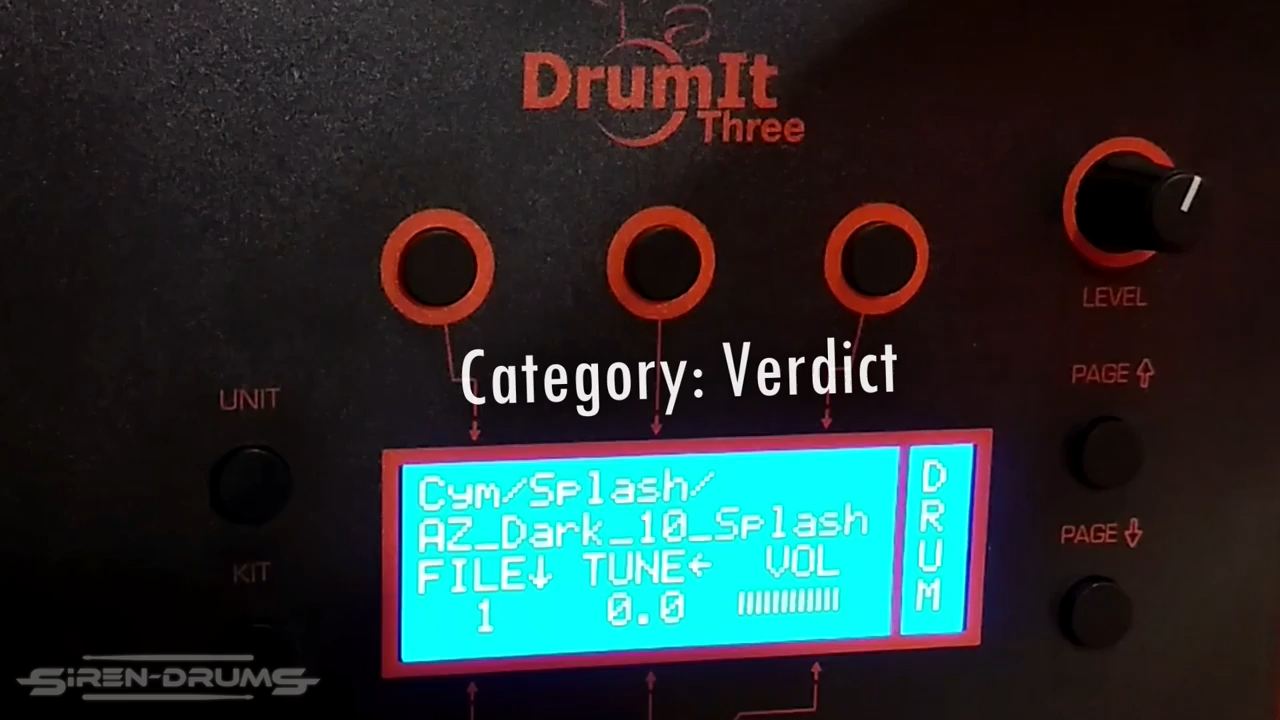 DrumIt
Three
LEVEL
Category: Verdict
PAGE ⇧
UNIT
Cym/Splash/
AZ_Dark_10_Splash
FILE↓ TUNE← VOL
1 0.0
DRUM
PAGE ⇩
KIT
SIREN-DRUMS